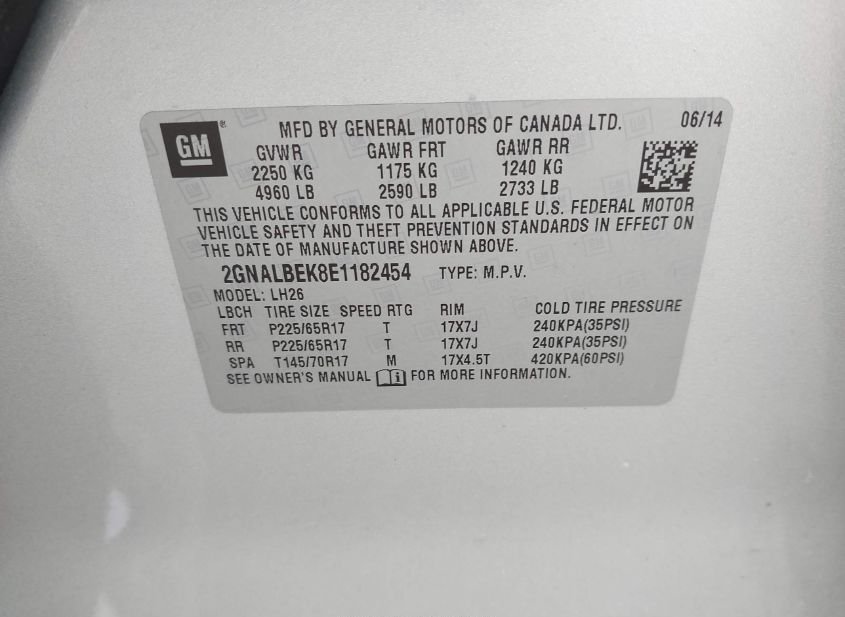 GM® MFD BY GENERAL MOTORS OF CANADA LTD. 06/14
GVWR GAWR FRT GAWR RR
2250 KG 1175 KG 1240 KG
4960 LB 2590 LB 2733 LB
THIS VEHICLE CONFORMS TO ALL APPLICABLE U.S. FEDERAL MOTOR
VEHICLE SAFETY AND THEFT PREVENTION STANDARDS IN EFFECT ON
THE DATE OF MANUFACTURE SHOWN ABOVE.
2GNALBEK8E1182454 TYPE: M.P.V.
MODEL: LH26
LBCH TIRE SIZE SPEED RTG RIM COLD TIRE PRESSURE
FRT P225/65R17 T 17X7J 240KPA(35PSI)
RR P225/65R17 T 17X7J 240KPA(35PSI)
SPA T145/70R17 M 17X4.5T 420KPA(60PSI)
SEE OWNER'S MANUAL i FOR MORE INFORMATION.